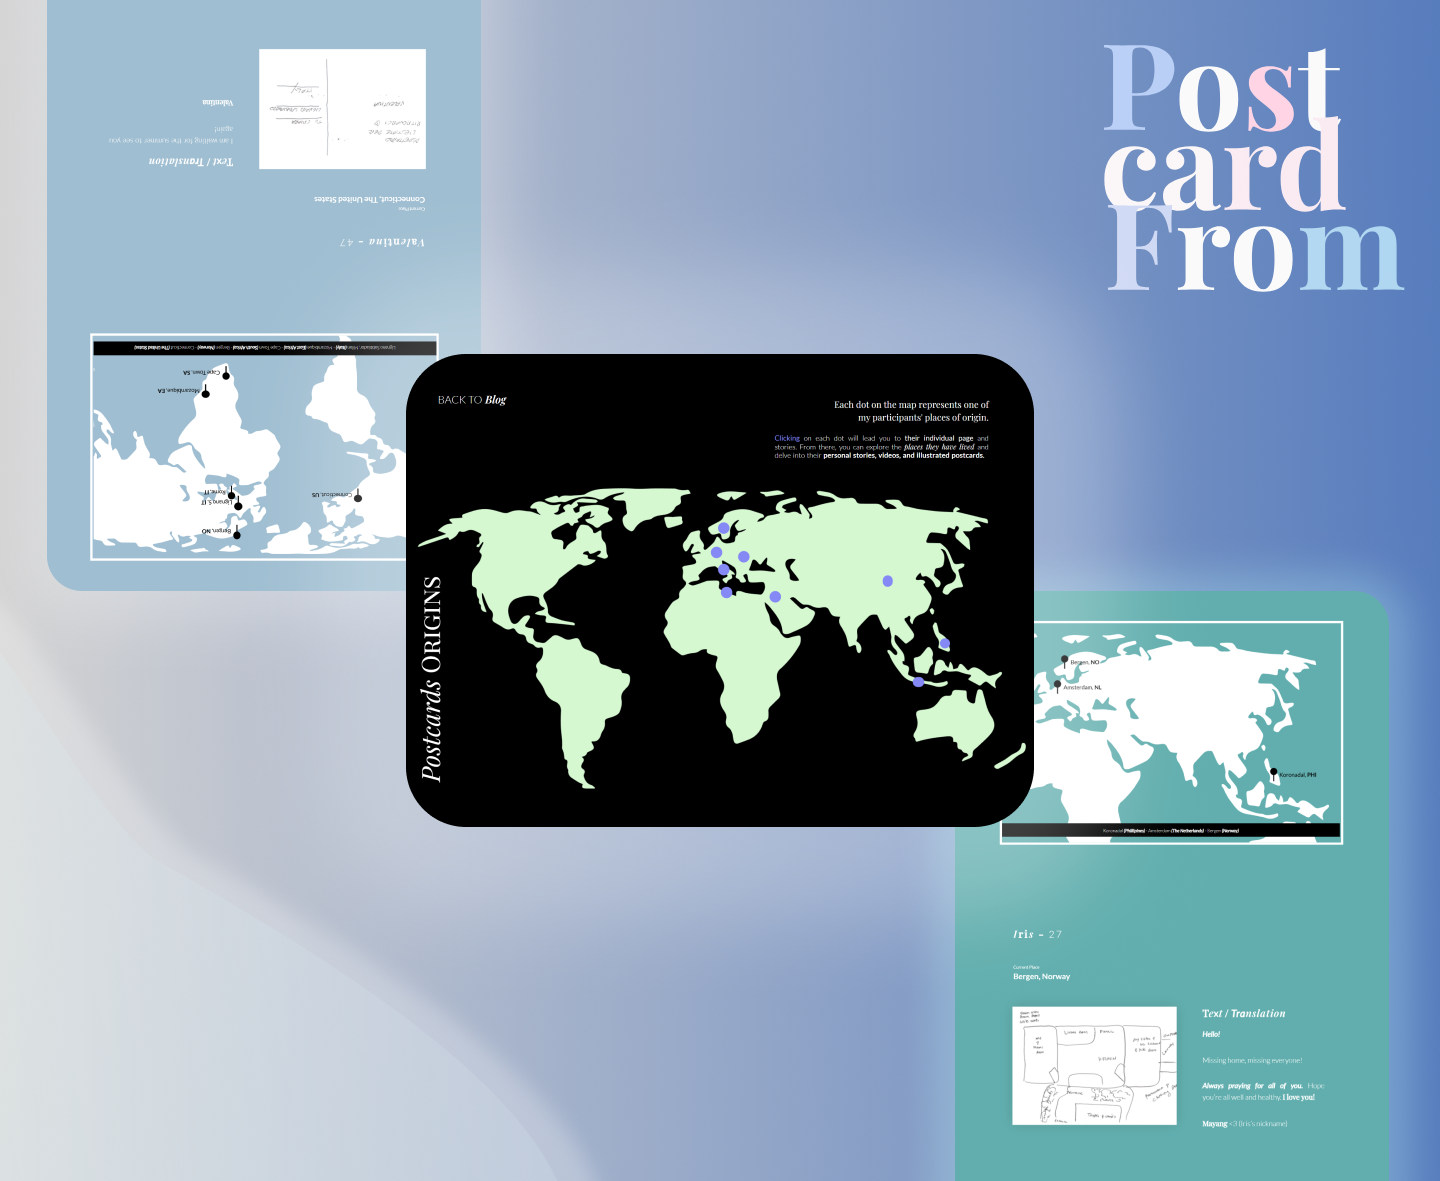 Post
card
From
Valentina – 47
Current Place
Connecticut, The United States
Text / Translation
I am waiting for the summer to see you
again!
Valentina
Cape Town, SA
Mozambique, EA
Rome, IT
Lignano S, IT
Bergen, NO
Connecticut, US
BACK TO Blog
Each dot on the map represents one of
my participants' places of origin.
Clicking on each dot will lead you to their individual page and
stories. From there, you can explore the places they have lived and
delve into their personal stories, videos, and illustrated postcards.
Postcards ORIGINS
Bergen, NO
Amsterdam, NL
Koronadal, PHI
Koronadal (Philippines) - Amsterdam (The Netherlands) - Bergen (Norway)
Iris – 27
Current Place
Bergen, Norway
Text / Translation
Hello!
Missing home, missing everyone!
Always praying for all of you. Hope
you're all well and healthy. I love you!
Mayang <3 (Iris's nickname)